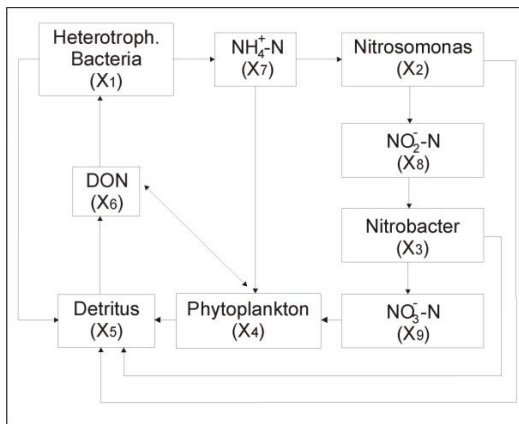 Heterotroph.
Bacteria
(X1)
NH4+-N
(X7)
Nitrosomonas
(X2)
NO2--N
(X8)
DON
(X6)
Nitrobacter
(X3)
Detritus
(X5)
Phytoplankton
(X4)
NO3--N
(X9)